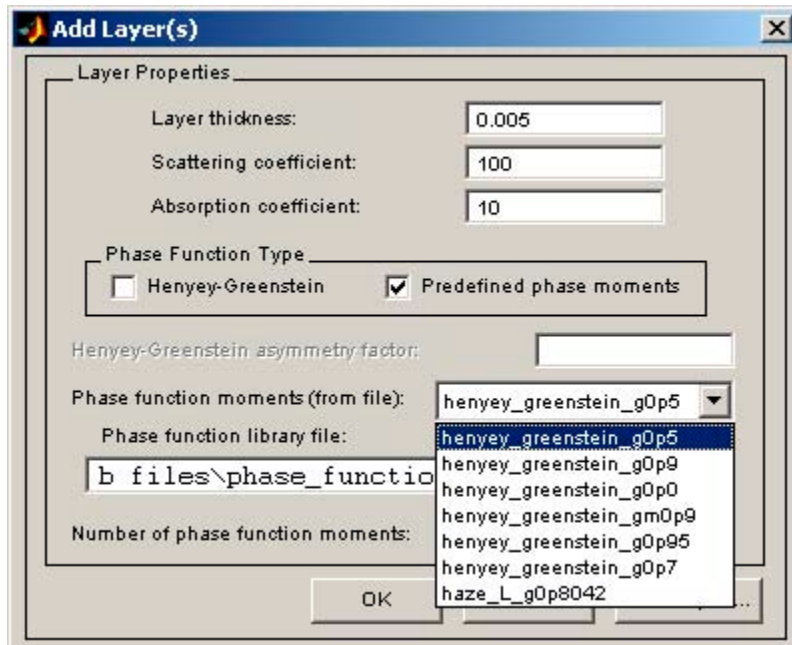 Add Layer(s)
Layer Properties
Layer thickness: 0.005
Scattering coefficient: 100
Absorption coefficient: 10
Phase Function Type
Henyey-Greenstein Predefined phase moments
Henyey-Greenstein asymmetry factor:
Phase function moments (from file): henyey_greenstein_g0p5
Phase function library file: henyey_greenstein_g0p5
henyey_greenstein_g0p9
b files\phase_functio henyey_greenstein_g0p0
henyey_greenstein_gm0p9
Number of phase function moments: henyey_greenstein_g0p95
henyey_greenstein_g0p7
haze_L_g0p8042
OK